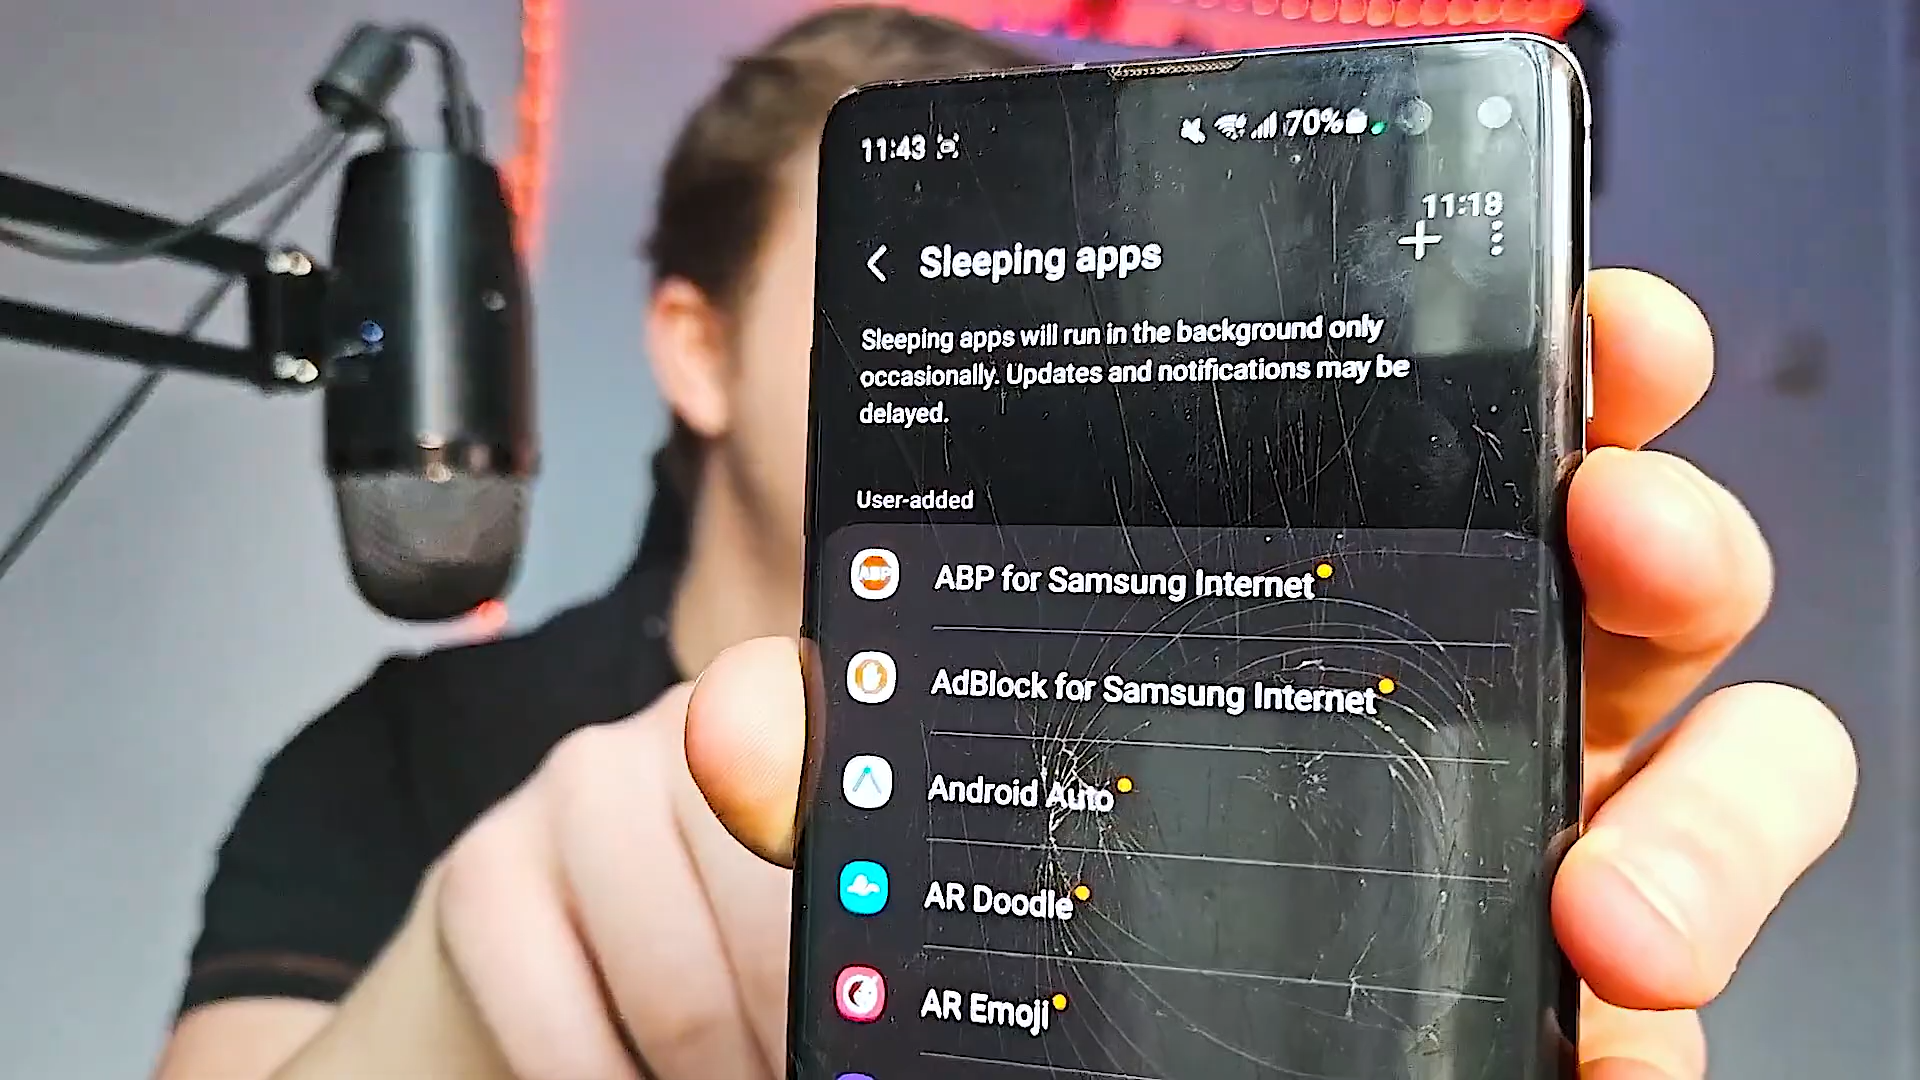 11:43
70%
11:18
Sleeping apps
Sleeping apps will run in the background only
occasionally. Updates and notifications may be
delayed.
User-added
ABP
ABP for Samsung Internet
AdBlock for Samsung Internet
Android Auto
AR Doodle
AR Emoji